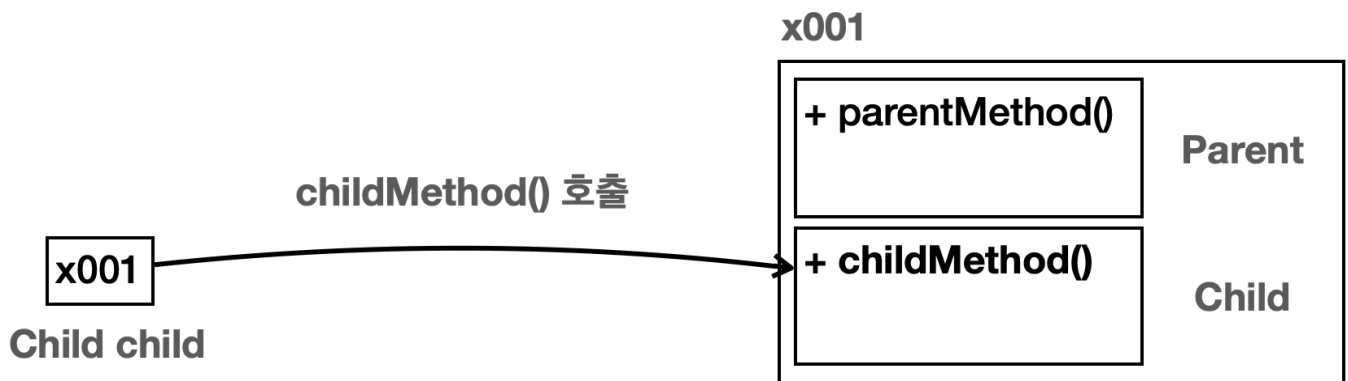 x001
+ parentMethod()
Parent
childMethod() 호출
x001
+ childMethod()
Child
Child child